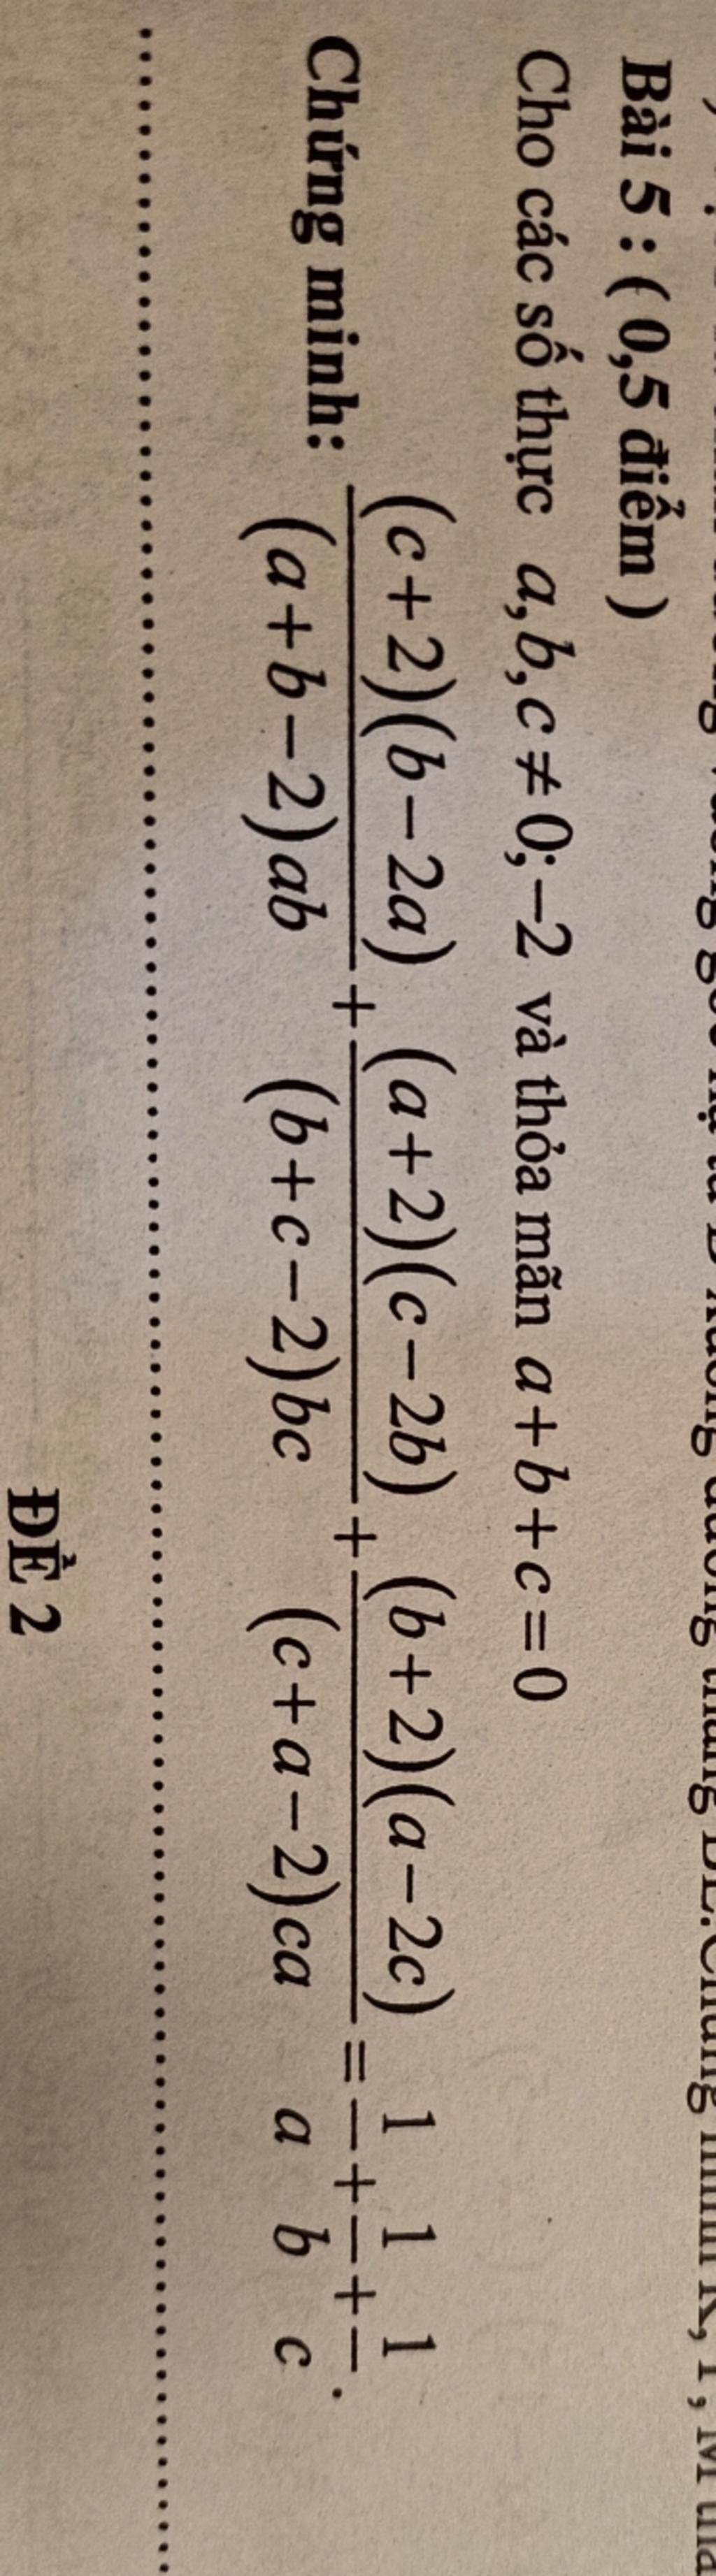 Bài 5 : ( 0,5 điểm )
Cho các số thực a,b,c ≠ 0;−2 và thỏa mãn a+b+c=0
Chứng minh: (c+2)(b−2a)/(a+b−2)ab + (a+2)(c−2b)/(b+c−2)bc + (b+2)(a−2c)/(c+a−2)ca = 1/a + 1/b + 1/c.
ĐỀ 2